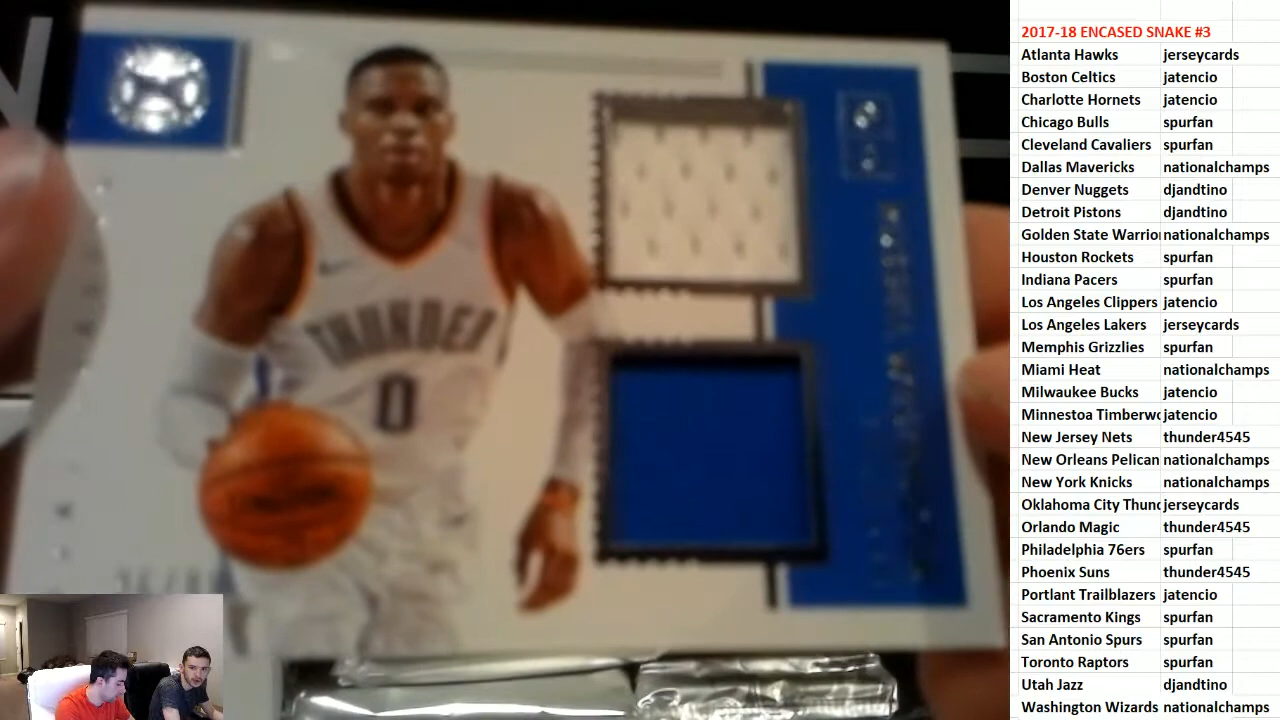 THUNDER
0
2017-18 ENCASED SNAKE #3
Atlanta Hawks jerseycards
Boston Celtics jatencio
Charlotte Hornets jatencio
Chicago Bulls spurfan
Cleveland Cavaliers spurfan
Dallas Mavericks nationalchamps
Denver Nuggets djandtino
Detroit Pistons djandtino
Golden State Warrior nationalchamps
Houston Rockets spurfan
Indiana Pacers spurfan
Los Angeles Clippers jatencio
Los Angeles Lakers jerseycards
Memphis Grizzlies spurfan
Miami Heat nationalchamps
Milwaukee Bucks jatencio
Minnestoa Timberwo jatencio
New Jersey Nets thunder4545
New Orleans Pelican nationalchamps
New York Knicks nationalchamps
Oklahoma City Thund jerseycards
Orlando Magic thunder4545
Philadelphia 76ers spurfan
Phoenix Suns thunder4545
Portlant Trailblazers jatencio
Sacramento Kings spurfan
San Antonio Spurs spurfan
Toronto Raptors spurfan
Utah Jazz djandtino
Washington Wizards nationalchamps